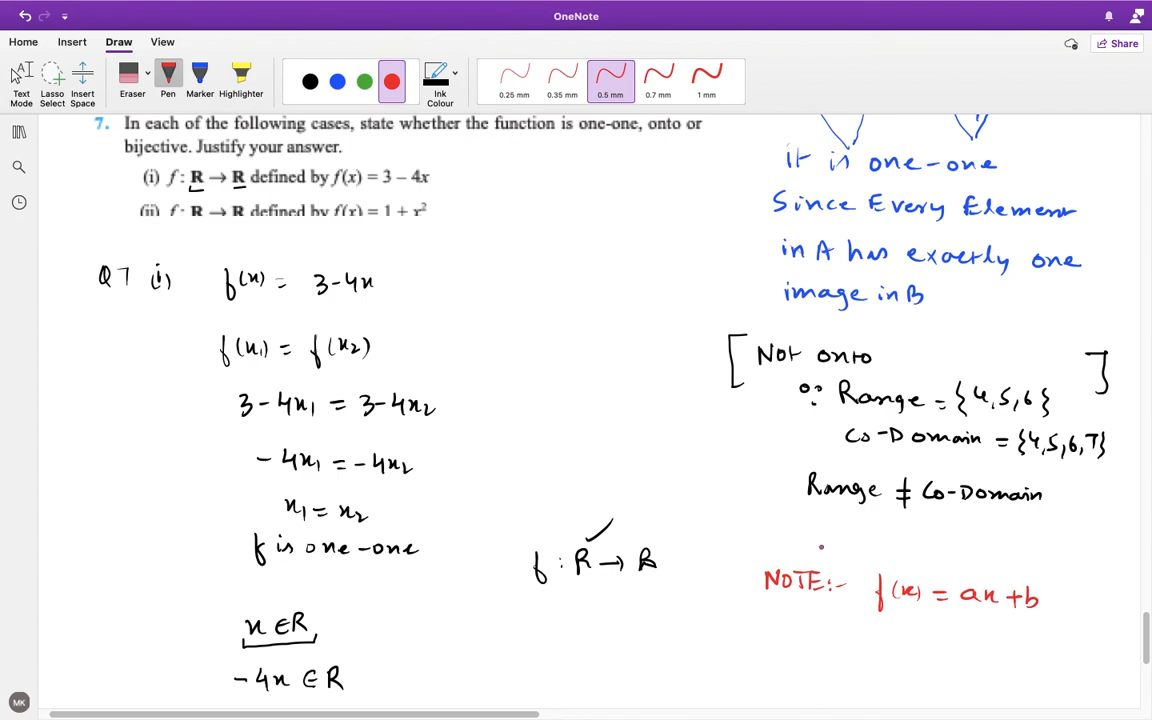 OneNote
Home Insert Draw View
Share
Text Mode
Lasso Select
Insert Space
Eraser
Pen
Marker
Highlighter
Ink Colour
0.25 mm
0.35 mm
0.5 mm
0.7 mm
1 mm
7. In each of the following cases, state whether the function is one-one, onto or
bijective. Justify your answer.
(i) f : R → R defined by f(x) = 3 – 4x
(ii) f : R → R defined by f(x) = 1 + x²
Q7 (i) f(x) = 3-4x
f(x₁) = f(x₂)
3-4x₁ = 3-4x₂
-4x₁ = -4x₂
x₁ = x₂
f is one-one
x ∈ R
-4x ∈ R
f : R → R
it is one-one
Since Every Element
in A has exactly one
image in B
[Not onto ]
∵ Range = {4,5,6}
Co-Domain = {4,5,6,7}
Range ≠ Co-Domain
NOTE:- f(x) = ax+b
MK